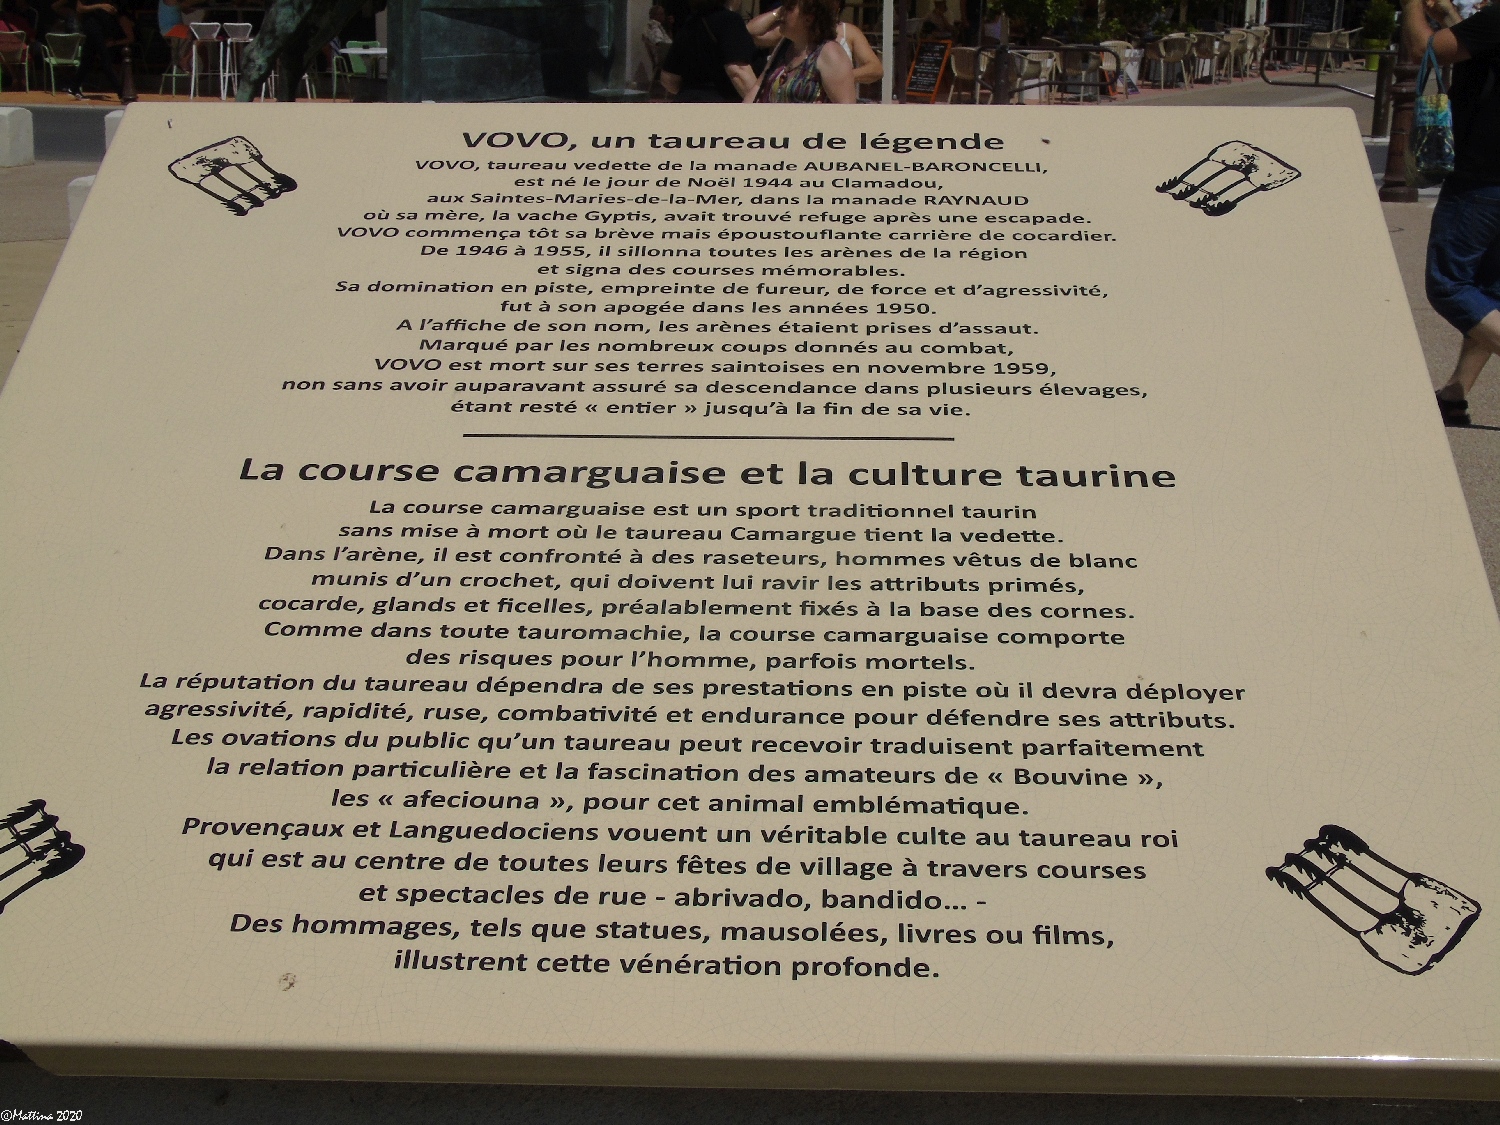 VOVO, un taureau de légende
VOVO, taureau vedette de la manade AUBANEL-BARONCELLI,
est né le jour de Noël 1944 au Clamadou,
aux Saintes-Maries-de-la-Mer, dans la manade RAYNAUD
où sa mère, la vache Gyptis, avait trouvé refuge après une escapade.
VOVO commença tôt sa brève mais époustouflante carrière de cocardier.
De 1946 à 1955, il sillonna toutes les arènes de la région
et signa des courses mémorables.
Sa domination en piste, empreinte de fureur, de force et d'agressivité,
fut à son apogée dans les années 1950.
A l'affiche de son nom, les arènes étaient prises d'assaut.
Marqué par les nombreux coups donnés au combat,
VOVO est mort sur ses terres saintoises en novembre 1959,
non sans avoir auparavant assuré sa descendance dans plusieurs élevages,
étant resté « entier » jusqu'à la fin de sa vie.
La course camarguaise et la culture taurine
La course camarguaise est un sport traditionnel taurin
sans mise à mort où le taureau Camargue tient la vedette.
Dans l'arène, il est confronté à des raseteurs, hommes vêtus de blanc
munis d'un crochet, qui doivent lui ravir les attributs primés,
cocarde, glands et ficelles, préalablement fixés à la base des cornes.
Comme dans toute tauromachie, la course camarguaise comporte
des risques pour l'homme, parfois mortels.
La réputation du taureau dépendra de ses prestations en piste où il devra déployer
agressivité, rapidité, ruse, combativité et endurance pour défendre ses attributs.
Les ovations du public qu'un taureau peut recevoir traduisent parfaitement
la relation particulière et la fascination des amateurs de « Bouvine »,
les « afeciouna », pour cet animal emblématique.
Provençaux et Languedociens vouent un véritable culte au taureau roi
qui est au centre de toutes leurs fêtes de village à travers courses
et spectacles de rue - abrivado, bandido... -
Des hommages, tels que statues, mausolées, livres ou films,
illustrent cette vénération profonde.
©Mattina 2020